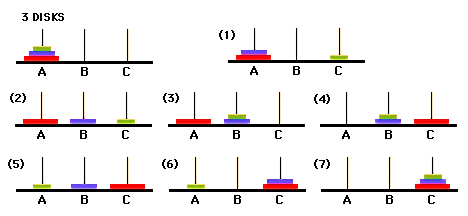 3 DISKS
A B C
(1)
A B C
(2)
A B C
(3)
A B C
(4)
A B C
(5)
A B C
(6)
A B C
(7)
A B C